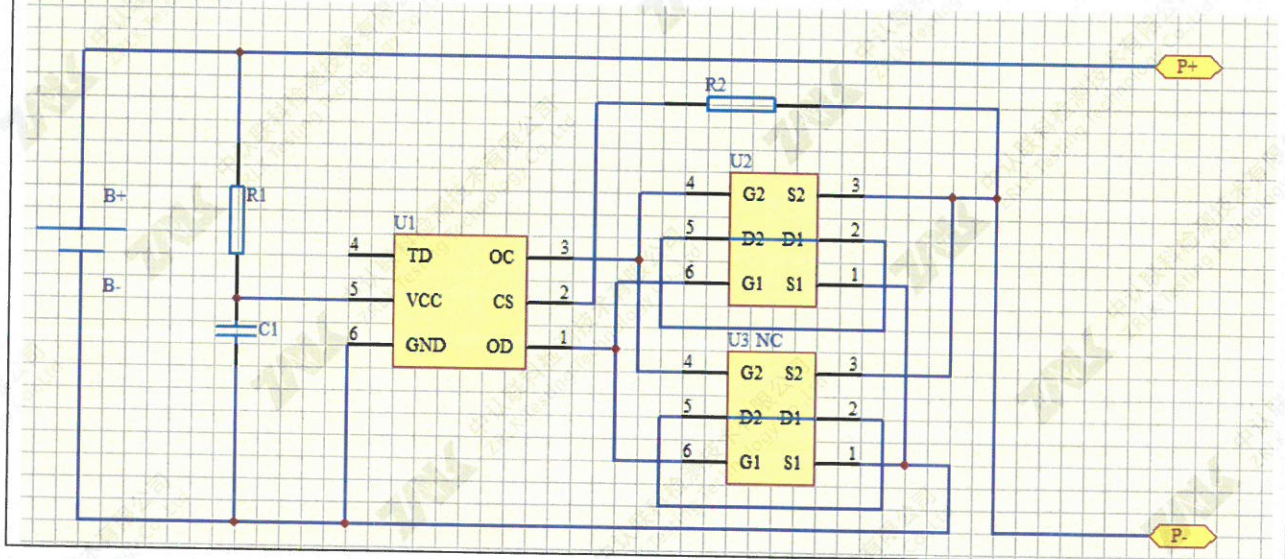 P+
R2
U2
B+
R1
4 G2 S2 3
U1
5 D2 D1 2
4 TD OC 3
6 G1 S1 1
B-
5 VCC CS 2
C1
U3 NC
6 GND OD 1
4 G2 S2 3
5 D2 D1 2
6 G1 S1 1
P-